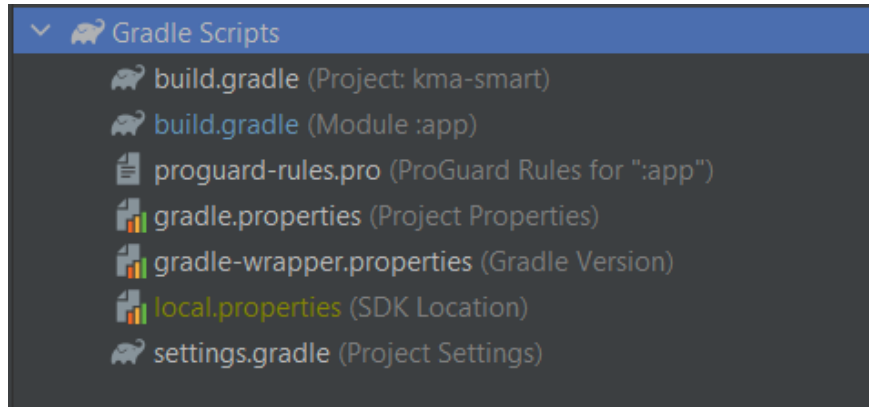 Gradle Scripts
build.gradle (Project: kma-smart)
build.gradle (Module :app)
proguard-rules.pro (ProGuard Rules for ":app")
gradle.properties (Project Properties)
gradle-wrapper.properties (Gradle Version)
local.properties (SDK Location)
settings.gradle (Project Settings)